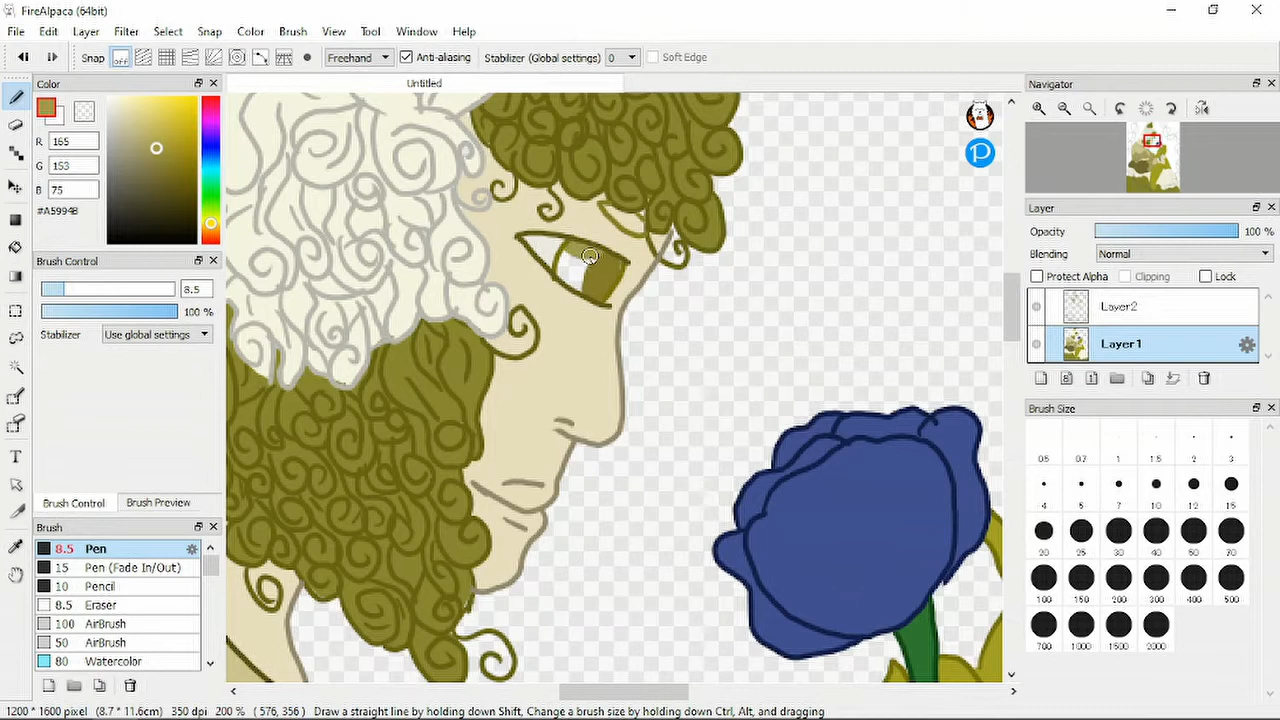 FireAlpaca (64bit)
File Edit Layer Filter Select Snap Color Brush View Tool Window Help
Snap OFF Freehand Anti-aliasing Stabilizer (Global settings) 0 Soft Edge
Color
Untitled
Navigator
R 165
G 153
B 75
#A5994B
Brush Control
8.5
100 %
Stabilizer Use global settings
Brush Control Brush Preview
Brush
8.5 Pen
15 Pen (Fade In/Out)
10 Pencil
8.5 Eraser
100 AirBrush
50 AirBrush
80 Watercolor
P
Layer
Opacity 100 %
Blending Normal
Protect Alpha Clipping Lock
Layer2
Layer1
Brush Size
0.5 0.7 1 1.5 2 3
4 5 7 10 12 15
20 25 30 40 50 70
100 150 200 300 400 500
700 1000 1500 2000
1200 * 1600 pixel (8.7 * 11.6cm) 350 dpi 200 % ( 576, 356 ) Draw a straight line by holding down Shift, Change a brush size by holding down Ctrl, Alt, and dragging